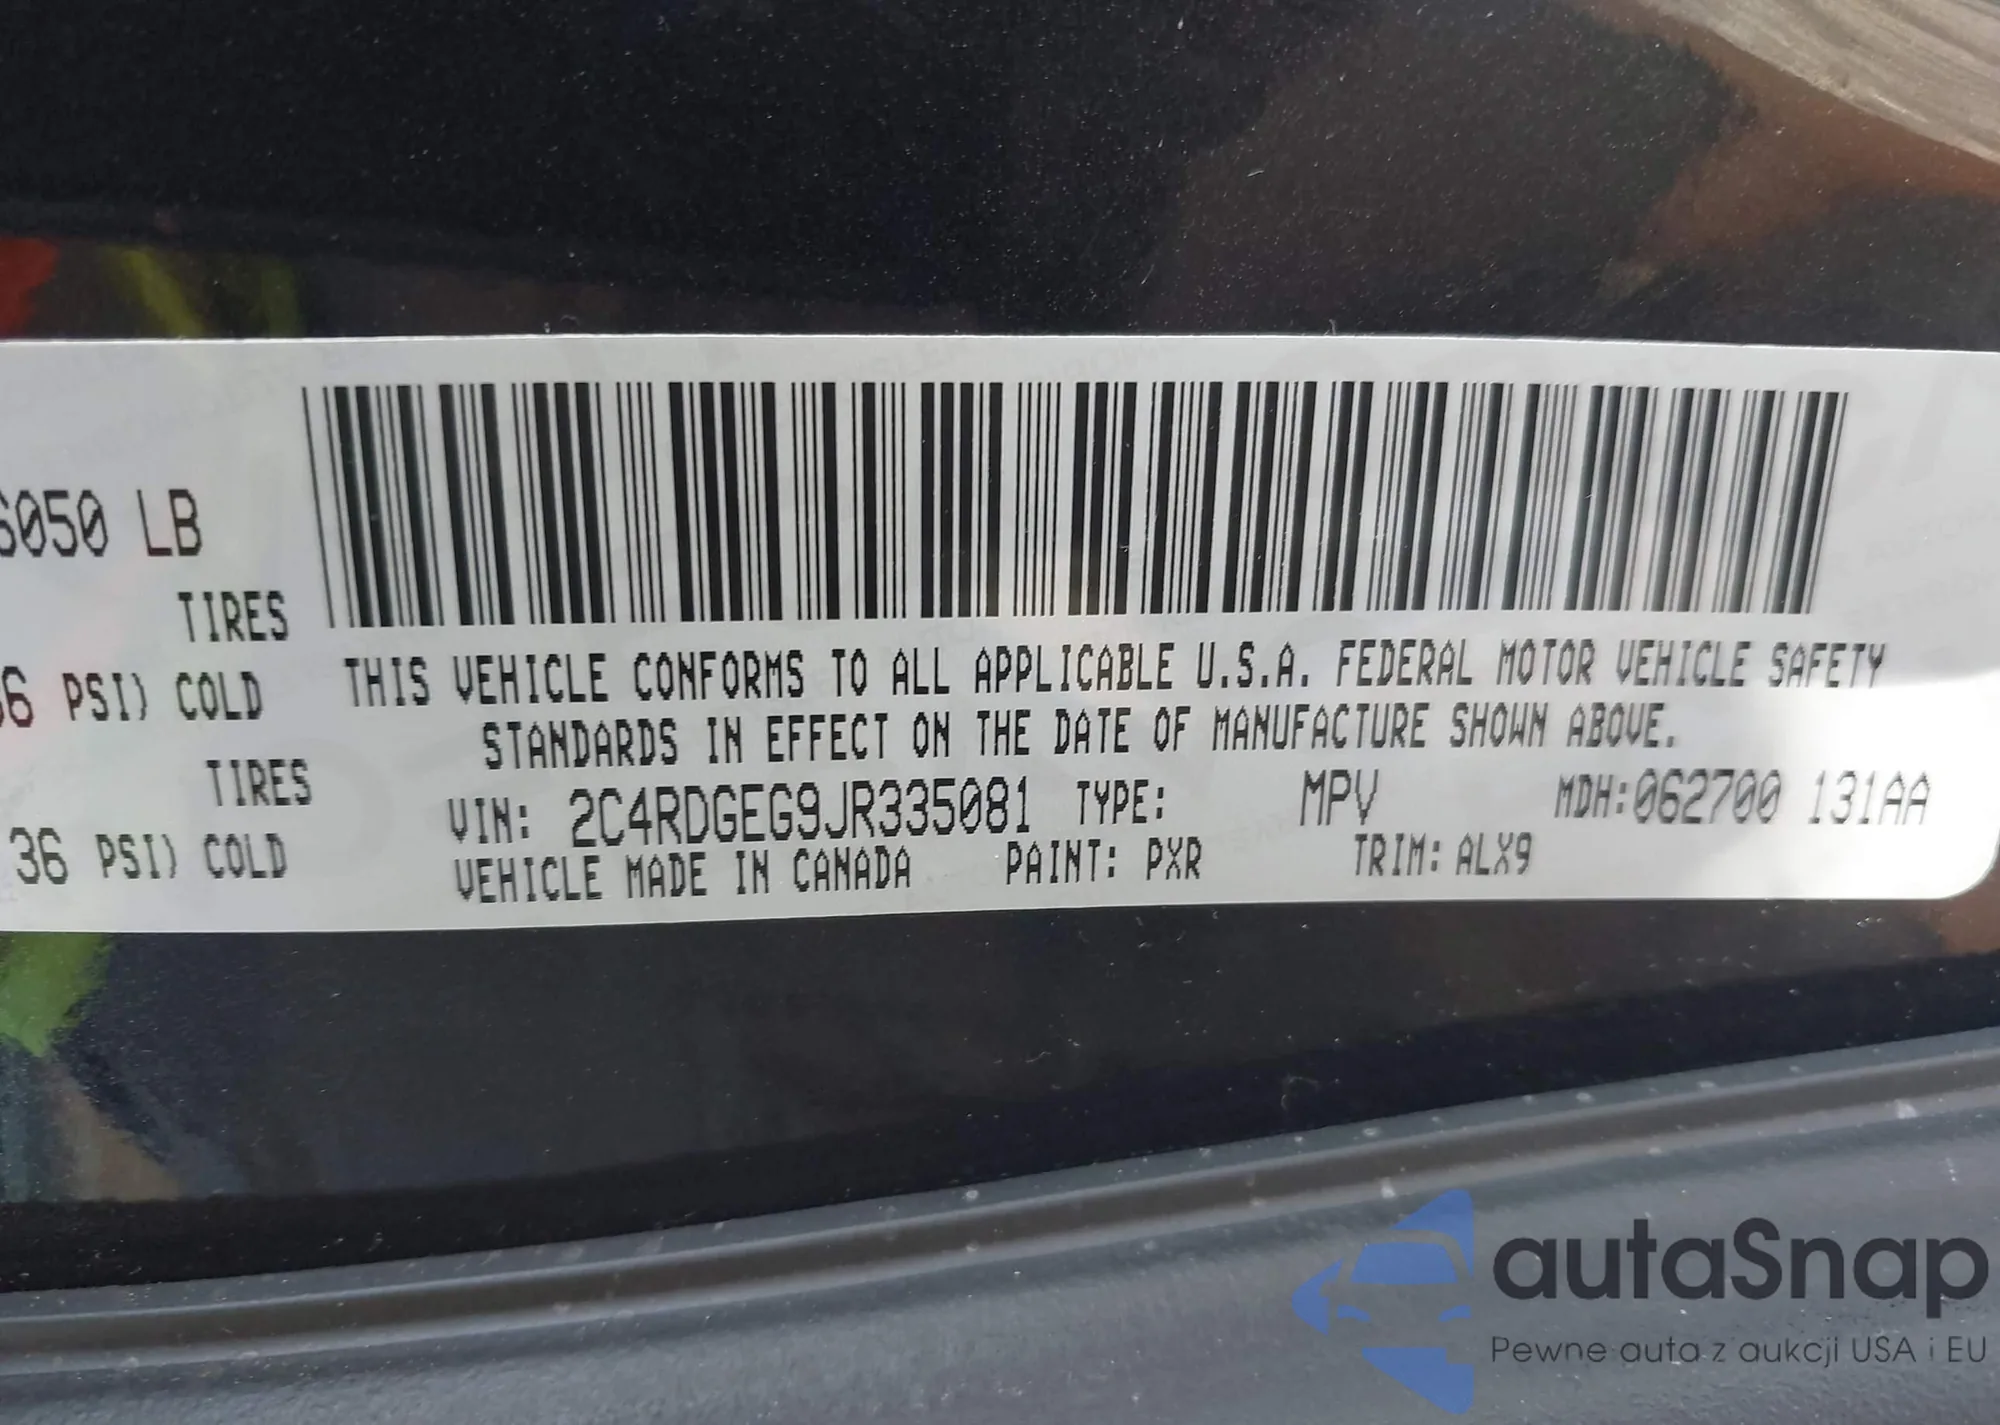 6050 LB
TIRES
36 PSI) COLD
TIRES
36 PSI) COLD
THIS VEHICLE CONFORMS TO ALL APPLICABLE U.S.A. FEDERAL MOTOR VEHICLE SAFETY
STANDARDS IN EFFECT ON THE DATE OF MANUFACTURE SHOWN ABOVE.
VIN: 2C4RDGEG9JR335081 TYPE: MPV MDH:062700 131AA
VEHICLE MADE IN CANADA PAINT: PXR TRIM: ALX9
autaSnap
Pewne auta z aukcji USA i EU